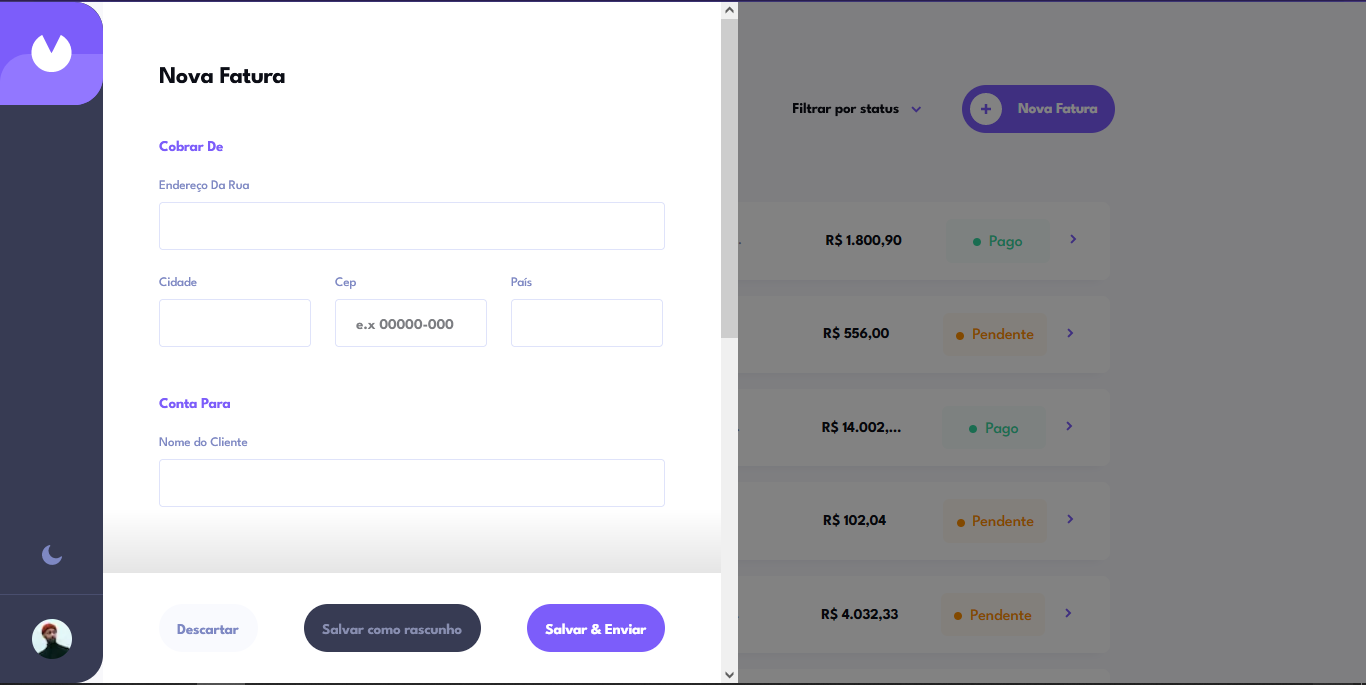 Nova Fatura
Cobrar De
Endereço Da Rua
Cidade
Cep
País
e.x 00000-000
Conta Para
Nome do Cliente
Descartar
Salvar como rascunho
Salvar & Enviar
Filtrar por status
+ Nova Fatura
. R$ 1.800,90 Pago
R$ 556,00 Pendente
. R$ 14.002,... Pago
R$ 102,04 Pendente
. R$ 4.032,33 Pendente